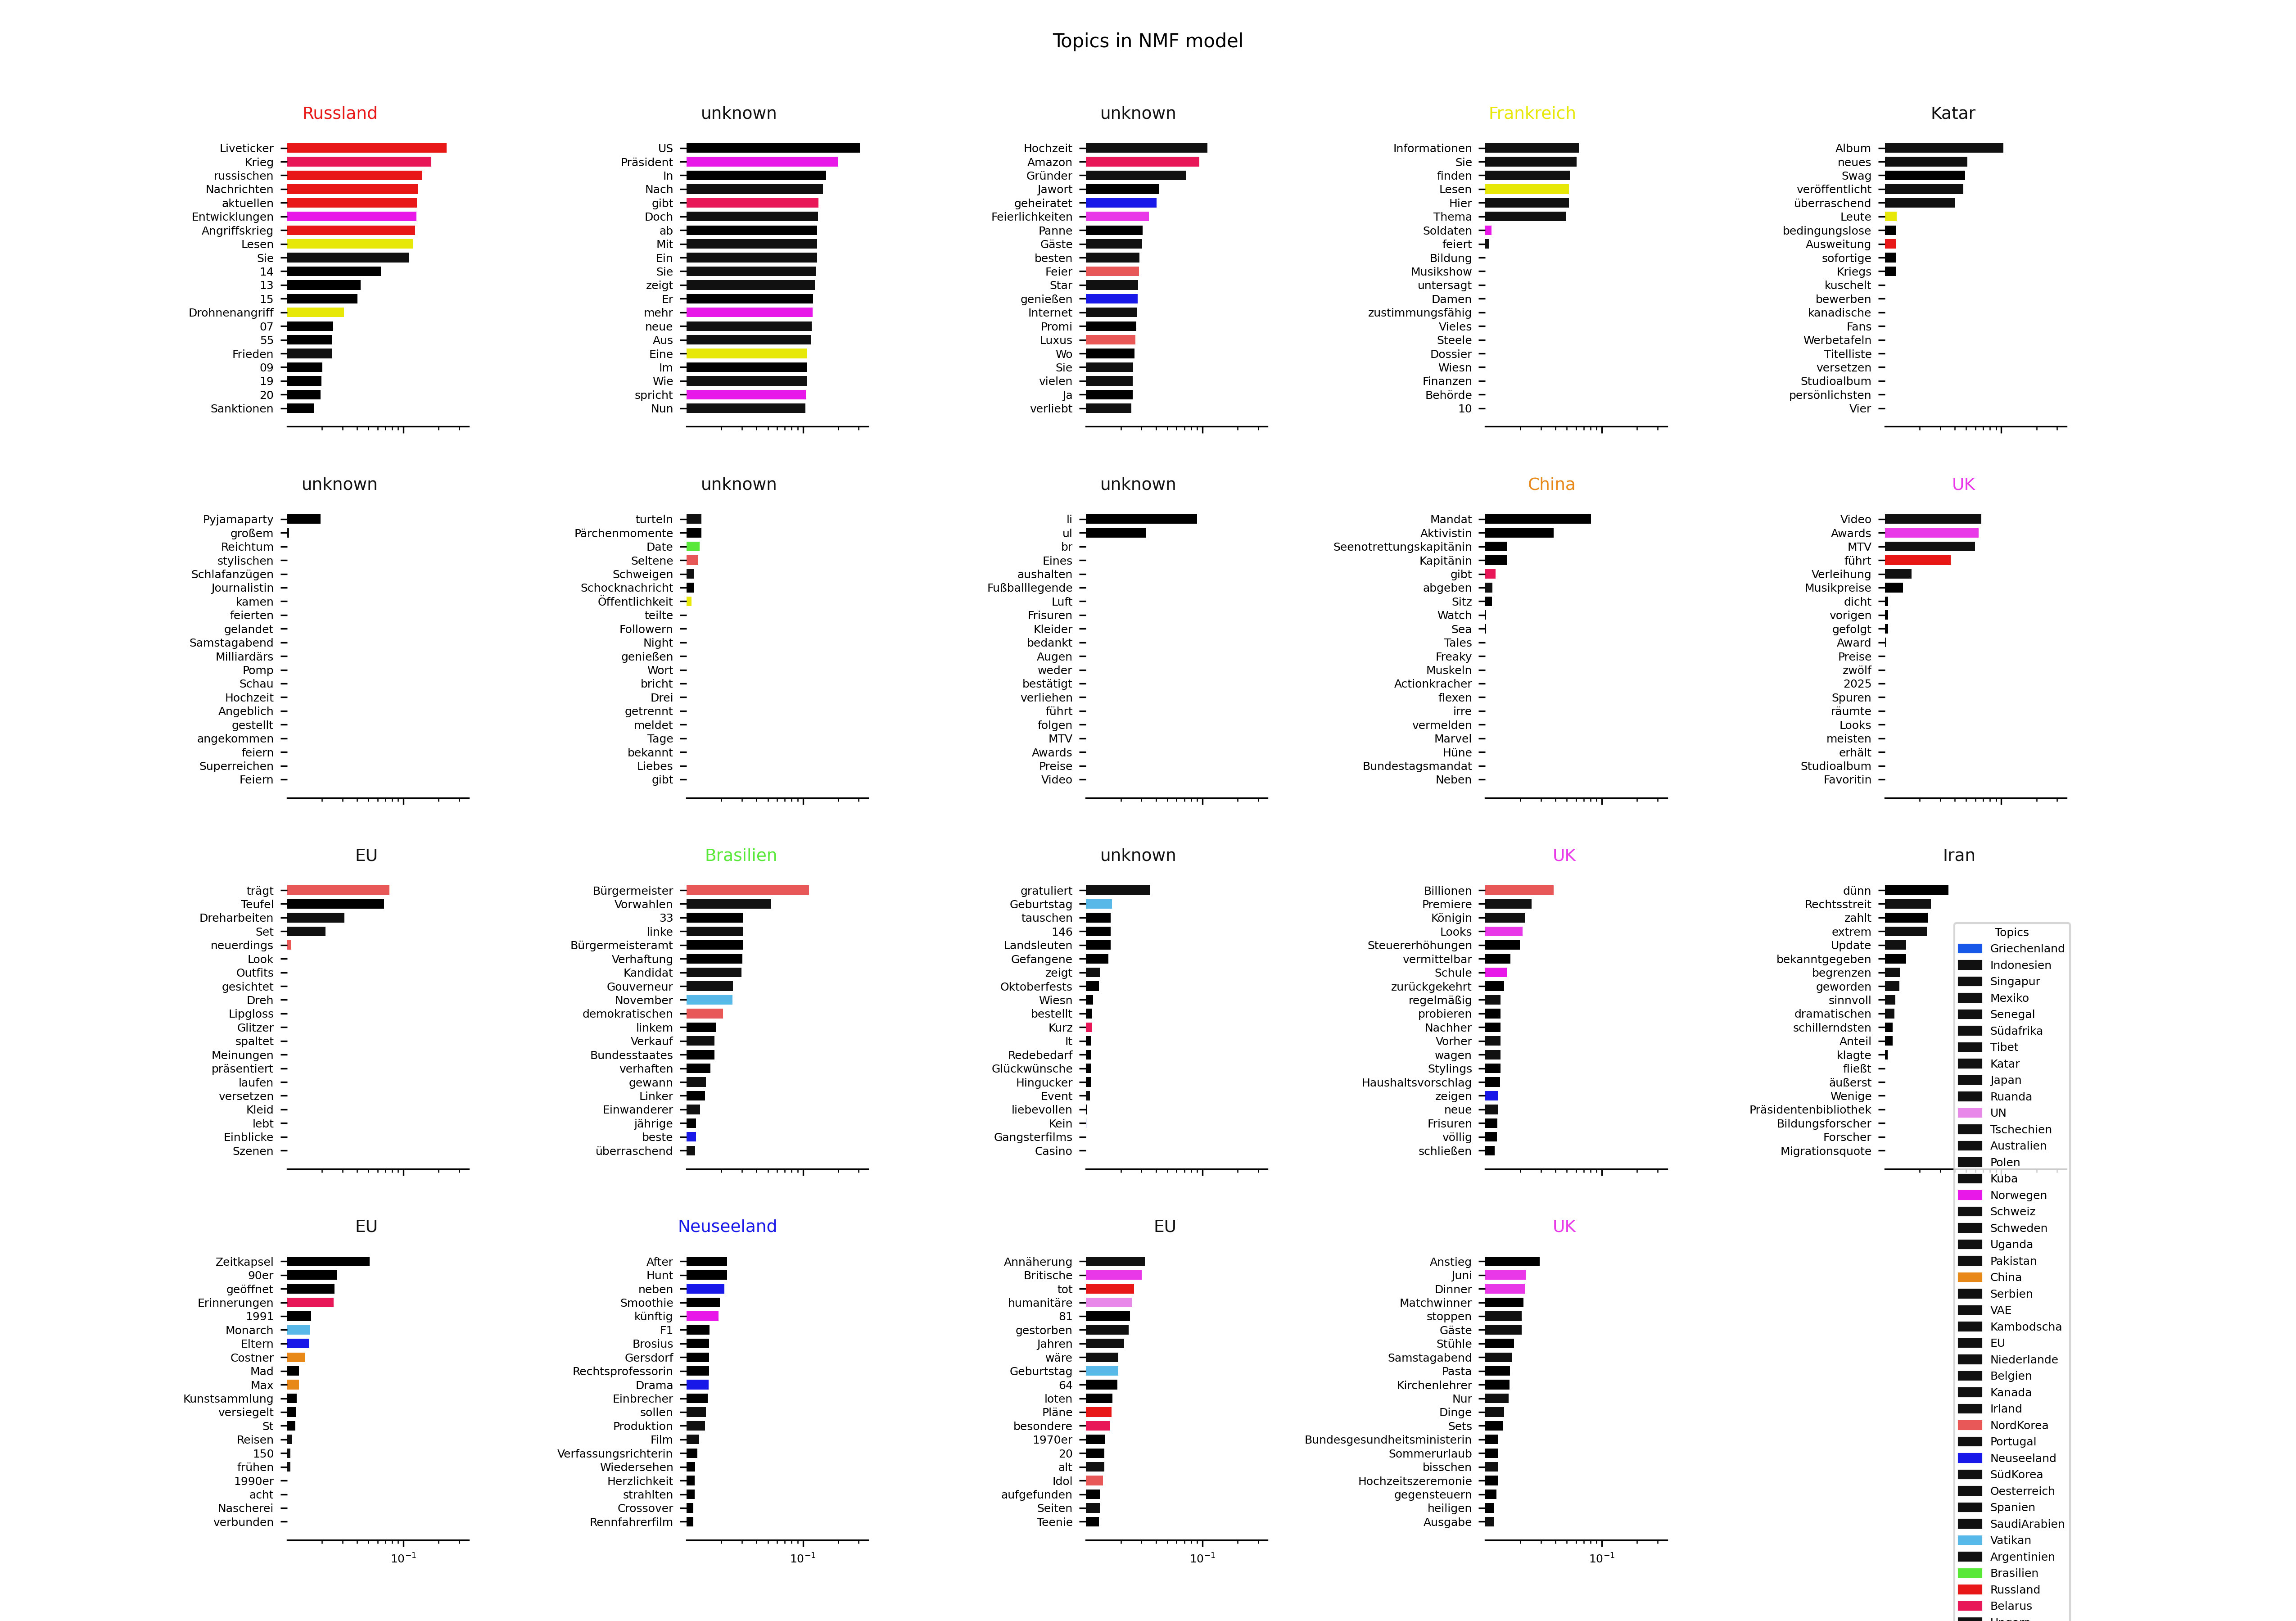 Topics in NMF model
Russland
Liveticker
Krieg
russischen
Nachrichten
aktuellen
Entwicklungen
Angriffskrieg
Lesen
Sie
14
13
15
Drohnenangriff
07
55
Frieden
09
19
20
Sanktionen
unknown
US
Präsident
In
Nach
gibt
Doch
ab
Mit
Ein
Sie
zeigt
Er
mehr
neue
Aus
Eine
Im
Wie
spricht
Nun
unknown
Hochzeit
Amazon
Gründer
Jawort
geheiratet
Feierlichkeiten
Panne
Gäste
besten
Feier
Star
genießen
Internet
Promi
Luxus
Wo
Sie
vielen
Ja
verliebt
Frankreich
Informationen
Sie
finden
Lesen
Hier
Thema
Soldaten
feiert
Bildung
Musikshow
untersagt
Damen
zustimmungsfähig
Vieles
Steele
Dossier
Wiesn
Finanzen
Behörde
10
Katar
Album
neues
Swag
veröffentlicht
überraschend
Leute
bedingungslose
Ausweitung
sofortige
Kriegs
kuschelt
bewerben
kanadische
Fans
Werbetafeln
Titelliste
versetzen
Studioalbum
persönlichsten
Vier
unknown
Pyjamaparty
großem
Reichtum
stylischen
Schlafanzügen
Journalistin
kamen
feierten
gelandet
Samstagabend
Milliardärs
Pomp
Schau
Hochzeit
Angeblich
gestellt
angekommen
feiern
Superreichen
Feiern
unknown
turteln
Pärchenmomente
Date
Seltene
Schweigen
Schocknachricht
Öffentlichkeit
teilte
Followern
Night
genießen
Wort
bricht
Drei
getrennt
meldet
Tage
bekannt
Liebes
gibt
unknown
li
ul
br
Eines
aushalten
Fußballlegende
Luft
Frisuren
Kleider
bedankt
Augen
weder
bestätigt
verliehen
führt
folgen
MTV
Awards
Preise
Video
China
Mandat
Aktivistin
Seenotrettungskapitänin
Kapitänin
gibt
abgeben
Sitz
Watch
Sea
Tales
Freaky
Muskeln
Actionkracher
flexen
irre
vermelden
Marvel
Hüne
Bundestagsmandat
Neben
UK
Video
Awards
MTV
führt
Verleihung
Musikpreise
dicht
vorigen
gefolgt
Award
Preise
zwölf
2025
Spuren
räumte
Looks
meisten
erhält
Studioalbum
Favoritin
EU
trägt
Teufel
Dreharbeiten
Set
neuerdings
Look
Outfits
gesichtet
Dreh
Lipgloss
Glitzer
spaltet
Meinungen
präsentiert
laufen
versetzen
Kleid
lebt
Einblicke
Szenen
Brasilien
Bürgermeister
Vorwahlen
33
linke
Bürgermeisteramt
Verhaftung
Kandidat
Gouverneur
November
demokratischen
linkem
Verkauf
Bundesstaates
verhaften
gewann
Linker
Einwanderer
jährige
beste
überraschend
unknown
gratuliert
Geburtstag
tauschen
146
Landsleuten
Gefangene
zeigt
Oktoberfests
Wiesn
bestellt
Kurz
It
Redebedarf
Glückwünsche
Hingucker
Event
liebevollen
Kein
Gangsterfilms
Casino
UK
Billionen
Premiere
Königin
Looks
Steuererhöhungen
vermittelbar
Schule
zurückgekehrt
regelmäßig
probieren
Nachher
Vorher
wagen
Stylings
Haushaltsvorschlag
zeigen
neue
Frisuren
völlig
schließen
Iran
dünn
Rechtsstreit
zahlt
extrem
Update
bekanntgegeben
begrenzen
geworden
sinnvoll
dramatischen
schillerndsten
Anteil
klagte
fließt
äußerst
Wenige
Präsidentenbibliothek
Bildungsforscher
Forscher
Migrationsquote
EU
Zeitkapsel
90er
geöffnet
Erinnerungen
1991
Monarch
Eltern
Costner
Mad
Max
Kunstsammlung
versiegelt
St
Reisen
150
frühen
1990er
acht
Nascherei
verbunden
10⁻¹
Neuseeland
After
Hunt
neben
Smoothie
künftig
F1
Brosius
Gersdorf
Rechtsprofessorin
Drama
Einbrecher
sollen
Produktion
Film
Verfassungsrichterin
Wiedersehen
Herzlichkeit
strahlten
Crossover
Rennfahrerfilm
10⁻¹
EU
Annäherung
Britische
tot
humanitäre
81
gestorben
Jahren
wäre
Geburtstag
64
loten
Pläne
besondere
1970er
20
alt
Idol
aufgefunden
Seiten
Teenie
10⁻¹
UK
Anstieg
Juni
Dinner
Matchwinner
stoppen
Gäste
Stühle
Samstagabend
Pasta
Kirchenlehrer
Nur
Dinge
Sets
Bundesgesundheitsministerin
Sommerurlaub
bisschen
Hochzeitszeremonie
gegensteuern
heiligen
Ausgabe
10⁻¹
Topics
Griechenland
Indonesien
Singapur
Mexiko
Senegal
Südafrika
Tibet
Katar
Japan
Ruanda
UN
Tschechien
Australien
Polen
Kuba
Norwegen
Schweiz
Schweden
Uganda
Pakistan
China
Serbien
VAE
Kambodscha
EU
Niederlande
Belgien
Kanada
Irland
NordKorea
Portugal
Neuseeland
SüdKorea
Oesterreich
Spanien
SaudiArabien
Vatikan
Argentinien
Brasilien
Russland
Belarus